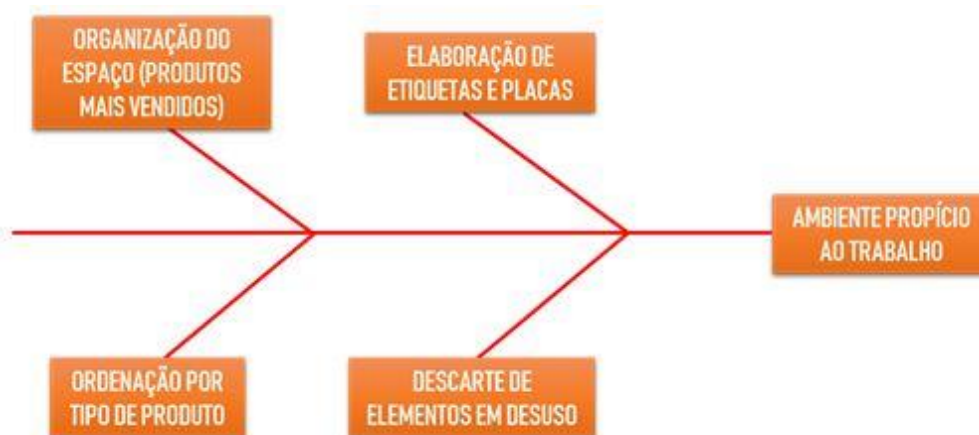 ORGANIZAÇÃO DO
ESPAÇO (PRODUTOS
MAIS VENDIDOS)
ELABORAÇÃO DE
ETIQUETAS E PLACAS
AMBIENTE PROPÍCIO
AO TRABALHO
ORDENAÇÃO POR
TIPO DE PRODUTO
DESCARTE DE
ELEMENTOS EM DESUSO